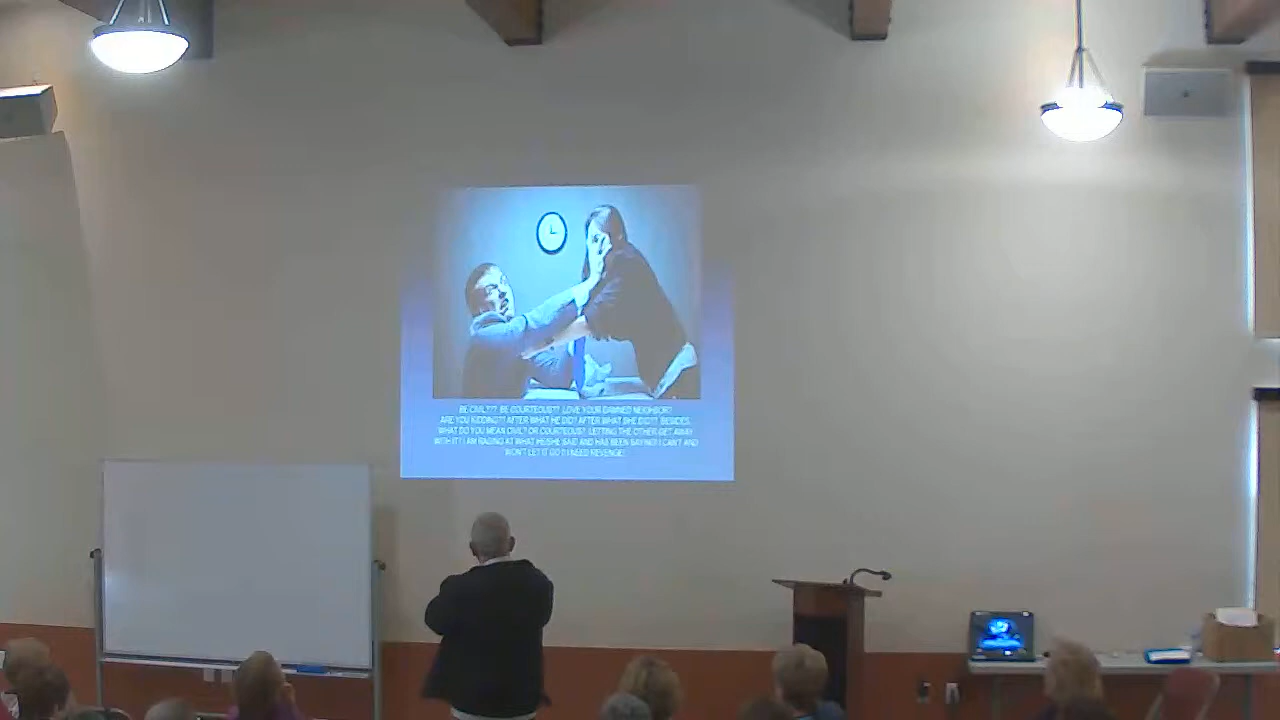 BE CIVIL??? BE COURTEOUS?? LOVE YOUR DAMNED NEIGHBOR?
ARE YOU KIDDING?? AFTER WHAT HE DID? AFTER WHAT SHE DID?? BESIDES,
WHAT DO YOU MEAN CIVIL? OR COURTEOUS?, LETTING THE OTHER GET AWAY
WITH IT? I AM RAGING AT WHAT HE/SHE SAID AND HAS BEEN SAYING! I CAN'T AND
WON'T LET IT GO!! I NEED REVENGE!